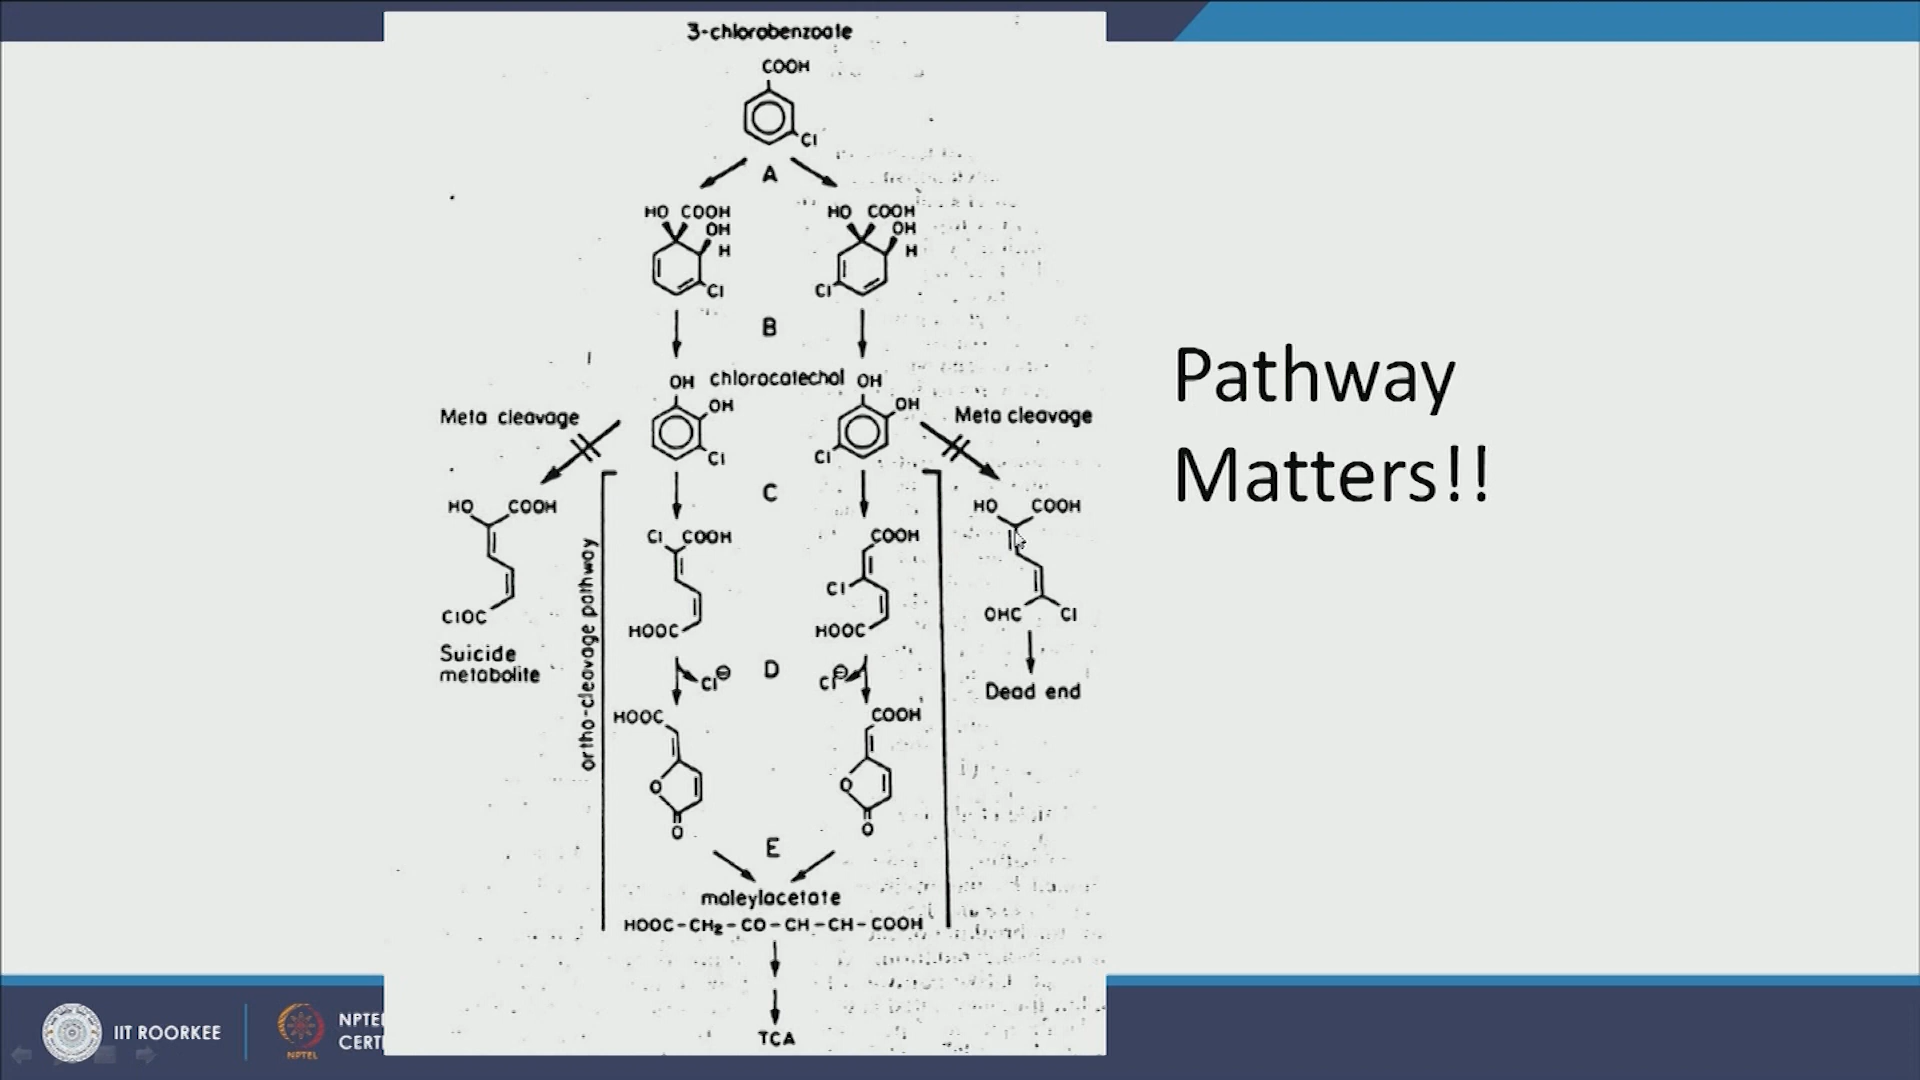 3-chlorobenzoate
COOH
Cl
A
HO COOH
OH
H
Cl
HO COOH
OH
H
Cl
B
OH chlorocatechol OH
OH
Cl
OH
Cl
Meta cleavage
Meta cleavage
C
HO COOH
ClOC
Suicide
metabolite
ortho-cleavage pathway
Cl COOH
HOOC
COOH
Cl
HOOC
HO COOH
OHC Cl
Dead end
D
Cl⊖
Cl⊖
HOOC
O
O
COOH
O
O
E
maleylacetate
HOOC-CH₂-CO-CH-CH-COOH
TCA
Pathway
Matters!!
IIT ROORKEE
NPTEL
NPTEL
CERTI